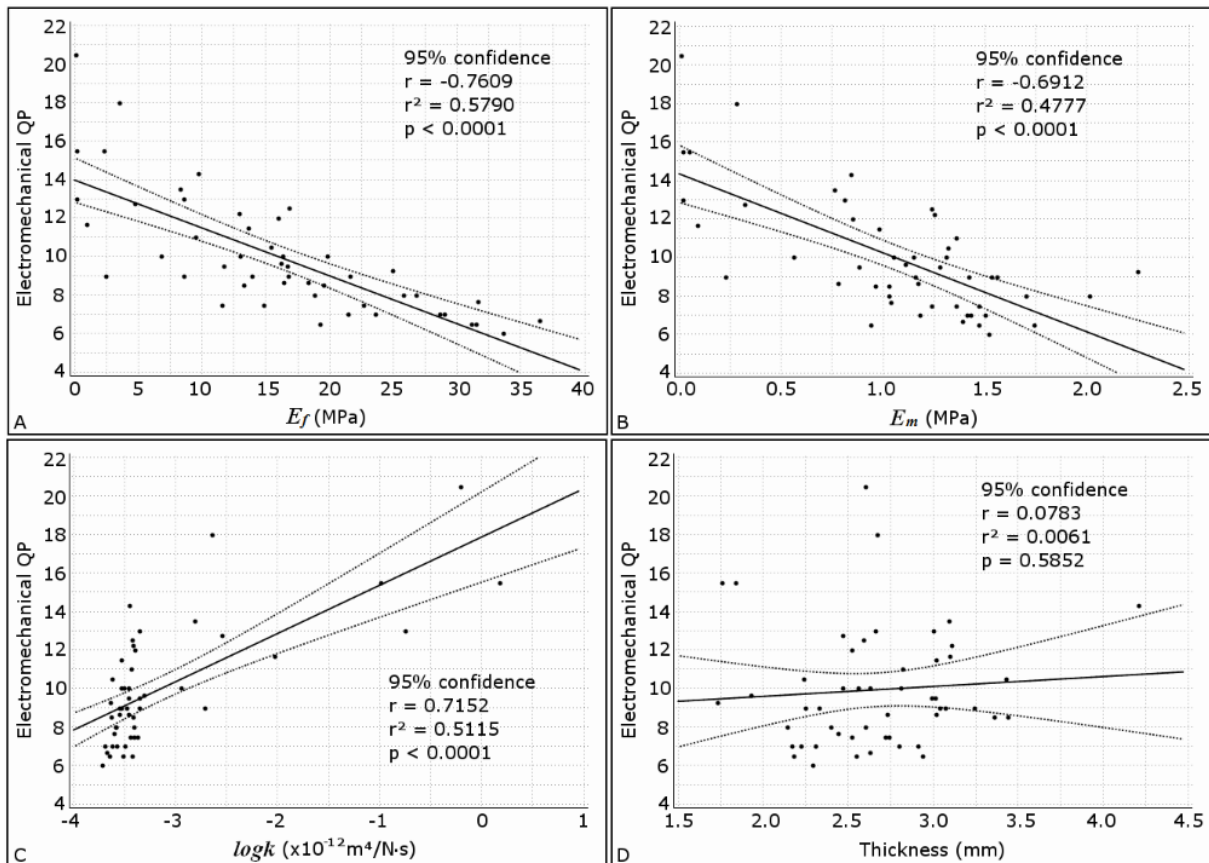 22
20
18
16
14
12
10
8
6
4
Electromechanical QP
95% confidence
r = -0.7609
r² = 0.5790
p < 0.0001
0 5 10 15 20 25 30 35 40
A
E_f (MPa)
22
20
18
16
14
12
10
8
6
4
Electromechanical QP
95% confidence
r = -0.6912
r² = 0.4777
p < 0.0001
0.0 0.5 1.0 1.5 2.0 2.5
B
E_m (MPa)
22
20
18
16
14
12
10
8
6
4
Electromechanical QP
95% confidence
r = 0.7152
r² = 0.5115
p < 0.0001
-4 -3 -2 -1 0 1
C
logk (x10⁻¹²m⁴/N·s)
22
20
18
16
14
12
10
8
6
4
Electromechanical QP
95% confidence
r = 0.0783
r² = 0.0061
p = 0.5852
1.5 2.0 2.5 3.0 3.5 4.0 4.5
D
Thickness (mm)